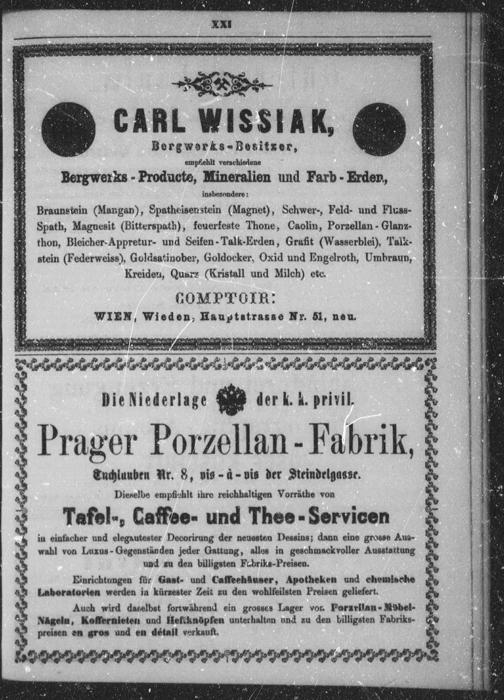 XXI
CARL WISSIAK,
Bergwerks-Besitzer,
empfiehlt verschiedene
Bergwerks-Producte, Mineralien und Farb-Erden,
insbesondere:
Braunstein (Mangan), Spatheisenstein (Magnet), Schwer-, Feld- und Fluss-
Spath, Magnesit (Bitterspath), feuerfeste Thone, Caolin, Porzellan-Glanz-
thon, Bleicher-Appretur- und Seifen-Talk-Erden, Grafit (Wasserblei), Talk-
stein (Federweiss), Goldsatinober, Goldocker, Oxid und Engelroth, Umbraun,
Kreiden, Quarz (Kristall und Milch) etc.
COMPTOIR:
WIEN, Wieden, Hauptstrasse Nr. 51, neu.
Die Niederlage der k. k. privil.
Prager Porzellan-Fabrik,
Tuchlauben Nr. 8, vis-à-vis der Steindelgasse.
Dieselbe empfiehlt ihre reichhaltigen Vorräthe von
Tafel-, Caffee- und Thee-Servicen
in einfacher und elegantester Decorirung der neuesten Dessins; dann eine grosse Aus-
wahl von Luxus-Gegenständen jeder Gattung, alles in geschmackvoller Ausstattung
und zu den billigsten Fabriks-Preisen.
Einrichtungen für Gast- und Caffeehäuser, Apotheken und chemische
Laboratorien werden in kürzester Zeit zu den wohlfeilsten Preisen geliefert.
Auch wird daselbst fortwährend ein grosses Lager von Porzellan-Möbel-
Nägeln, Koffernieten und Heftknöpfen unterhalten und zu den billigsten Fabriks-
preisen en gros und en détail verkauft.